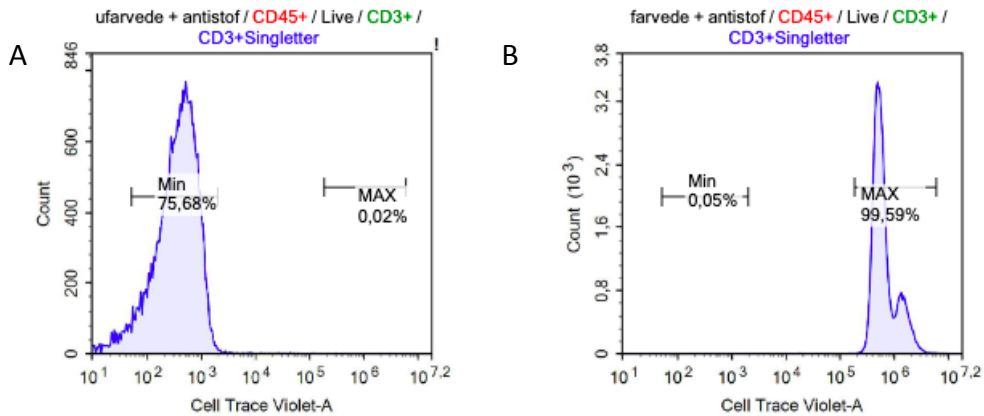 A
ufarvede + antistof / CD45+ / Live / CD3+ /
CD3+Singletter
!
846
600
400
200
0
Count
Min
75,68%
MAX
0,02%
10^1 10^2 10^3 10^4 10^5 10^6 10^7,2
Cell Trace Violet-A
B
farvede + antistof / CD45+ / Live / CD3+ /
CD3+Singletter
3,8
3,2
2,4
1,6
0,8
0
Count (10^3)
Min
0,05%
MAX
99,59%
10^1 10^2 10^3 10^4 10^5 10^6 10^7,2
Cell Trace Violet-A